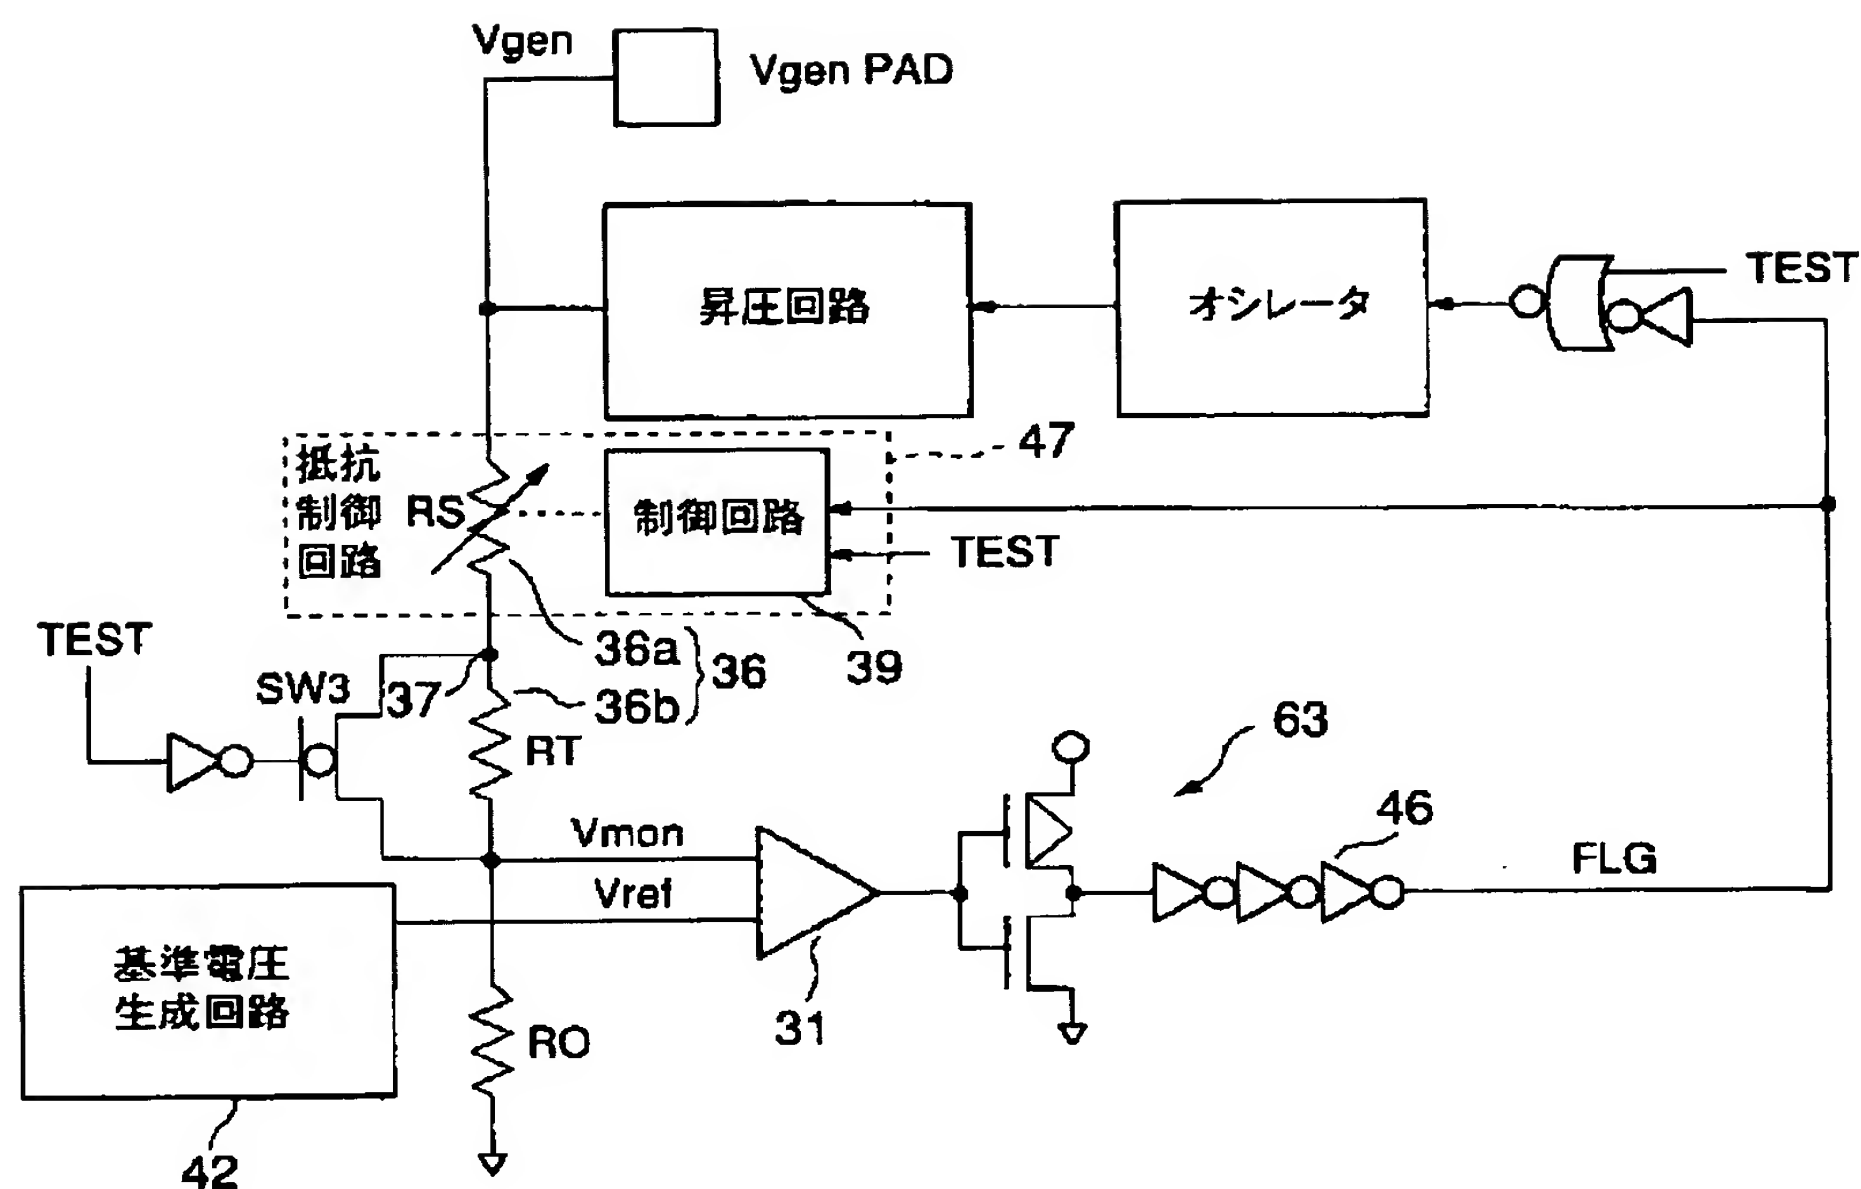 Vgen
Vgen PAD
昇圧回路
オシレータ
TEST
47
抵抗
制御
回路
RS
制御回路
TEST
36a
36
39
TEST
SW3
37
36b
RT
63
Vmon
46
FLG
Vref
基準電圧
生成回路
31
RO
42